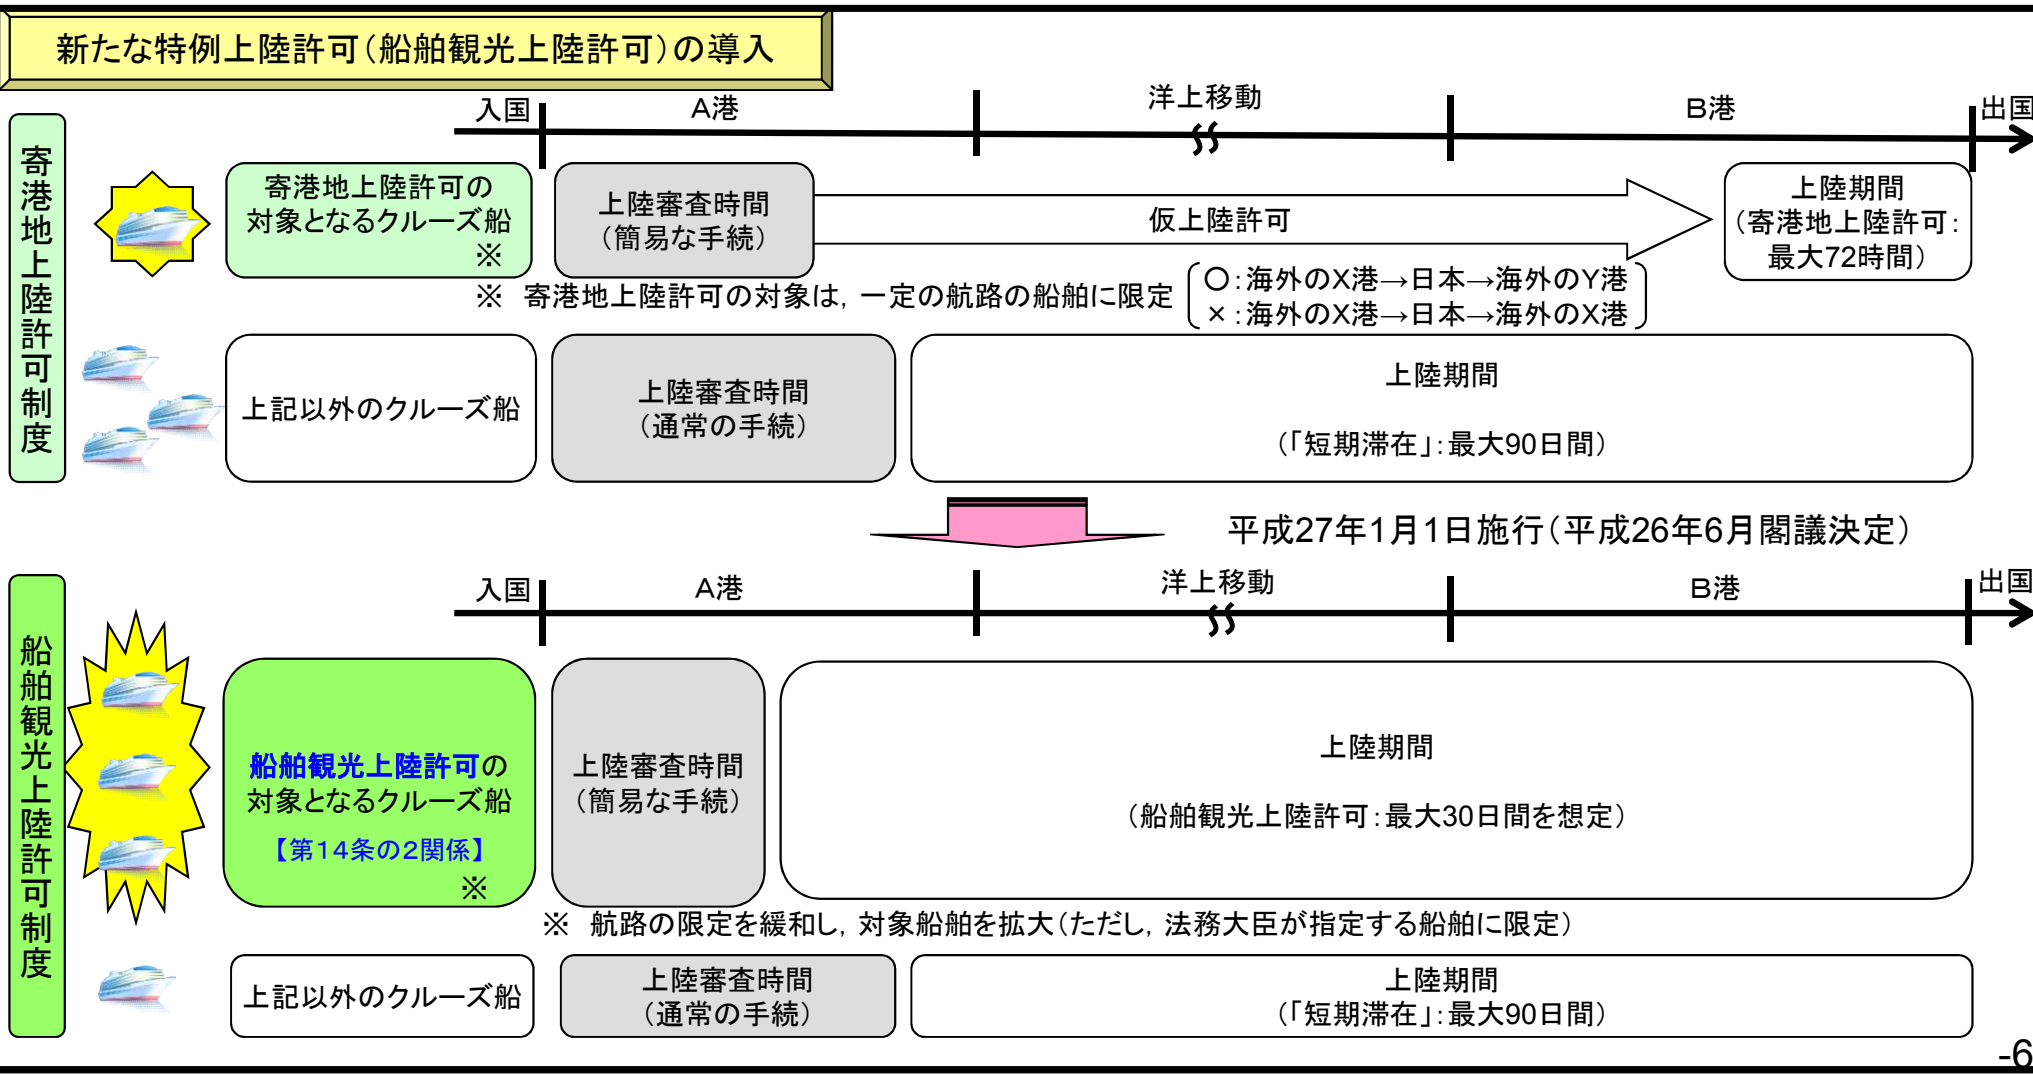 新たな特例上陸許可（船舶観光上陸許可）の導入
入国
A港
洋上移動
B港
出国
寄港地上陸許可制度
寄港地上陸許可の
対象となるクルーズ船
※
上陸審査時間
（簡易な手続）
仮上陸許可
上陸期間
（寄港地上陸許可：
最大72時間）
※　寄港地上陸許可の対象は，一定の航路の船舶に限定
○：海外のX港→日本→海外のY港
×：海外のX港→日本→海外のX港
上記以外のクルーズ船
上陸審査時間
（通常の手続）
上陸期間
（「短期滞在」：最大90日間）
平成27年1月1日施行（平成26年6月閣議決定）
入国
A港
洋上移動
B港
出国
船舶観光上陸許可制度
船舶観光上陸許可の
対象となるクルーズ船
【第14条の2関係】
※
上陸審査時間
（簡易な手続）
上陸期間
（船舶観光上陸許可：最大30日間を想定）
※　航路の限定を緩和し，対象船舶を拡大（ただし，法務大臣が指定する船舶に限定）
上記以外のクルーズ船
上陸審査時間
（通常の手続）
上陸期間
（「短期滞在」：最大90日間）
-6